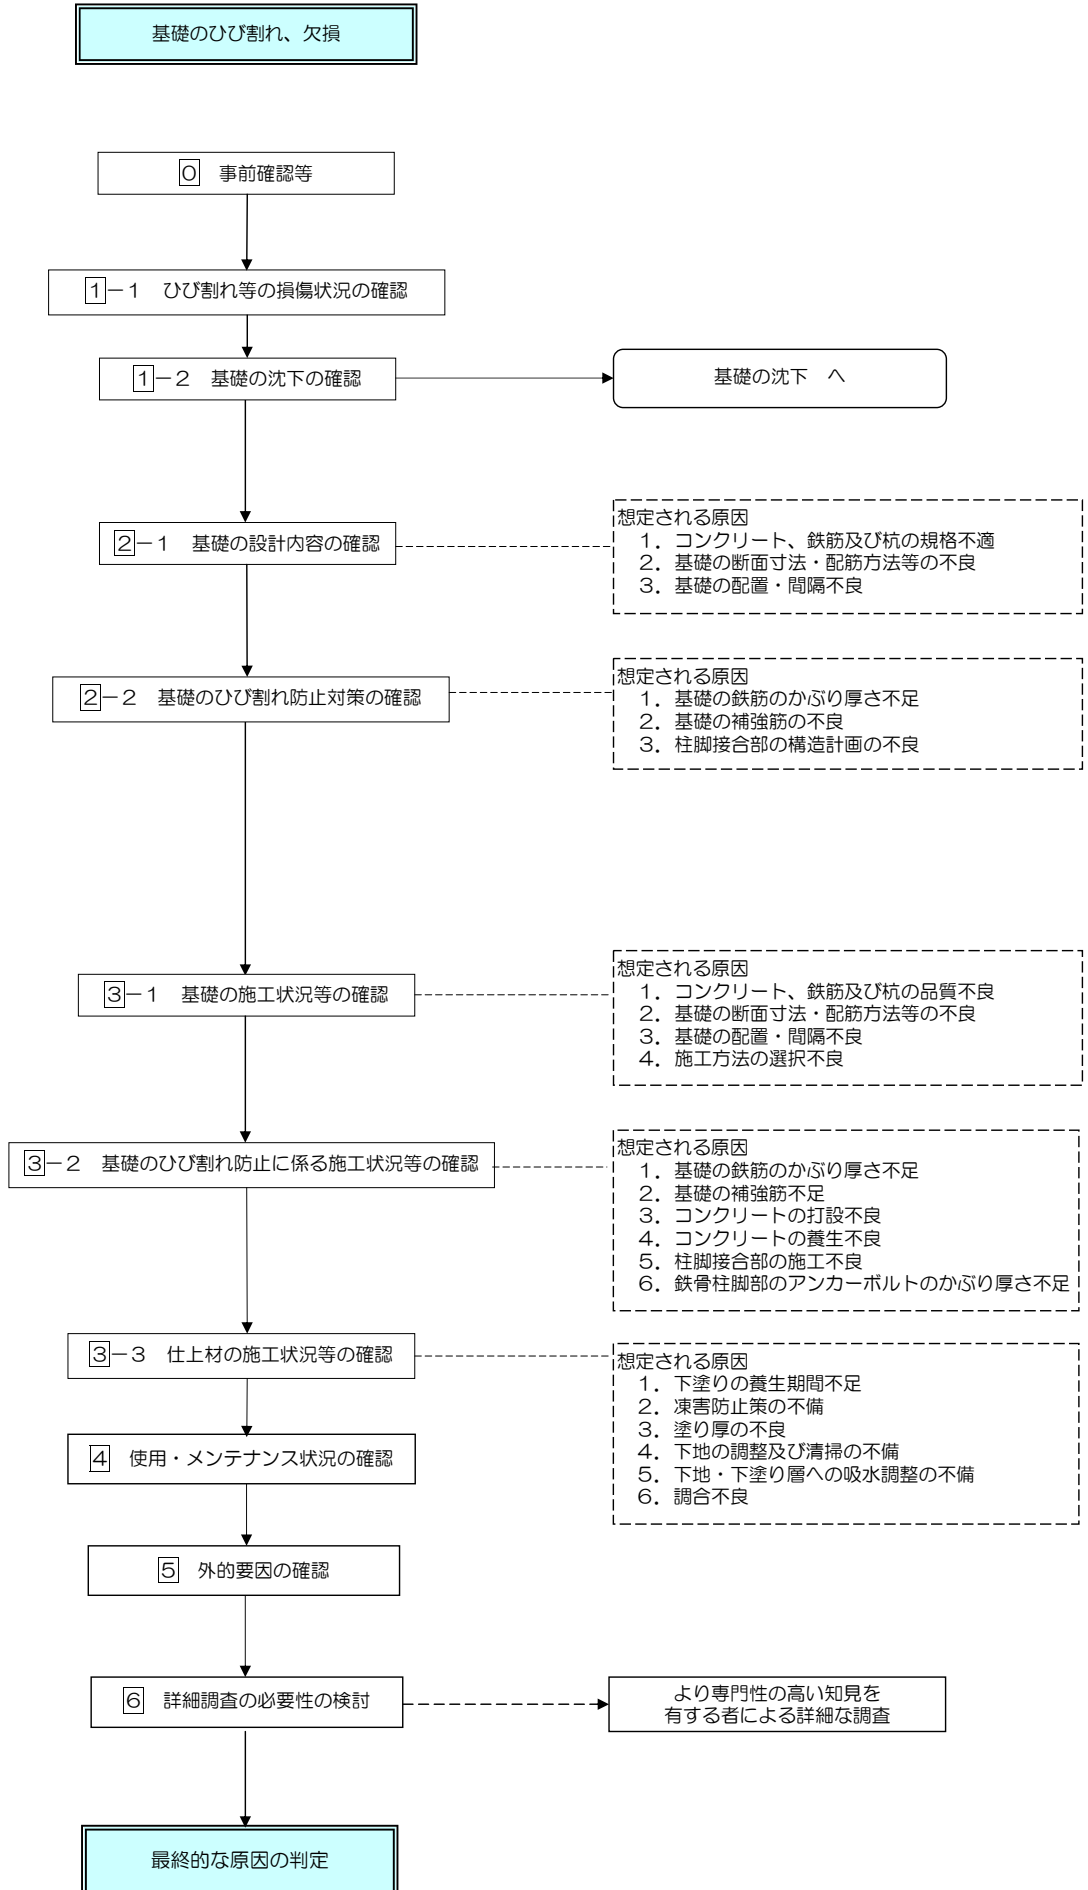 基礎のひび割れ、欠損
0 事前確認等
1－1 ひび割れ等の損傷状況の確認
1－2 基礎の沈下の確認
基礎の沈下 へ
2－1 基礎の設計内容の確認
想定される原因
1．コンクリート、鉄筋及び杭の規格不適
2．基礎の断面寸法・配筋方法等の不良
3．基礎の配置・間隔不良
2－2 基礎のひび割れ防止対策の確認
想定される原因
1．基礎の鉄筋のかぶり厚さ不足
2．基礎の補強筋の不良
3．柱脚接合部の構造計画の不良
3－1 基礎の施工状況等の確認
想定される原因
1．コンクリート、鉄筋及び杭の品質不良
2．基礎の断面寸法・配筋方法等の不良
3．基礎の配置・間隔不良
4．施工方法の選択不良
3－2 基礎のひび割れ防止に係る施工状況等の確認
想定される原因
1．基礎の鉄筋のかぶり厚さ不足
2．基礎の補強筋不足
3．コンクリートの打設不良
4．コンクリートの養生不良
5．柱脚接合部の施工不良
6．鉄骨柱脚部のアンカーボルトのかぶり厚さ不足
3－3 仕上材の施工状況等の確認
想定される原因
1．下塗りの養生期間不足
2．凍害防止策の不備
3．塗り厚の不良
4．下地の調整及び清掃の不備
5．下地・下塗り層への吸水調整の不備
6．調合不良
4 使用・メンテナンス状況の確認
5 外的要因の確認
6 詳細調査の必要性の検討
より専門性の高い知見を
有する者による詳細な調査
最終的な原因の判定